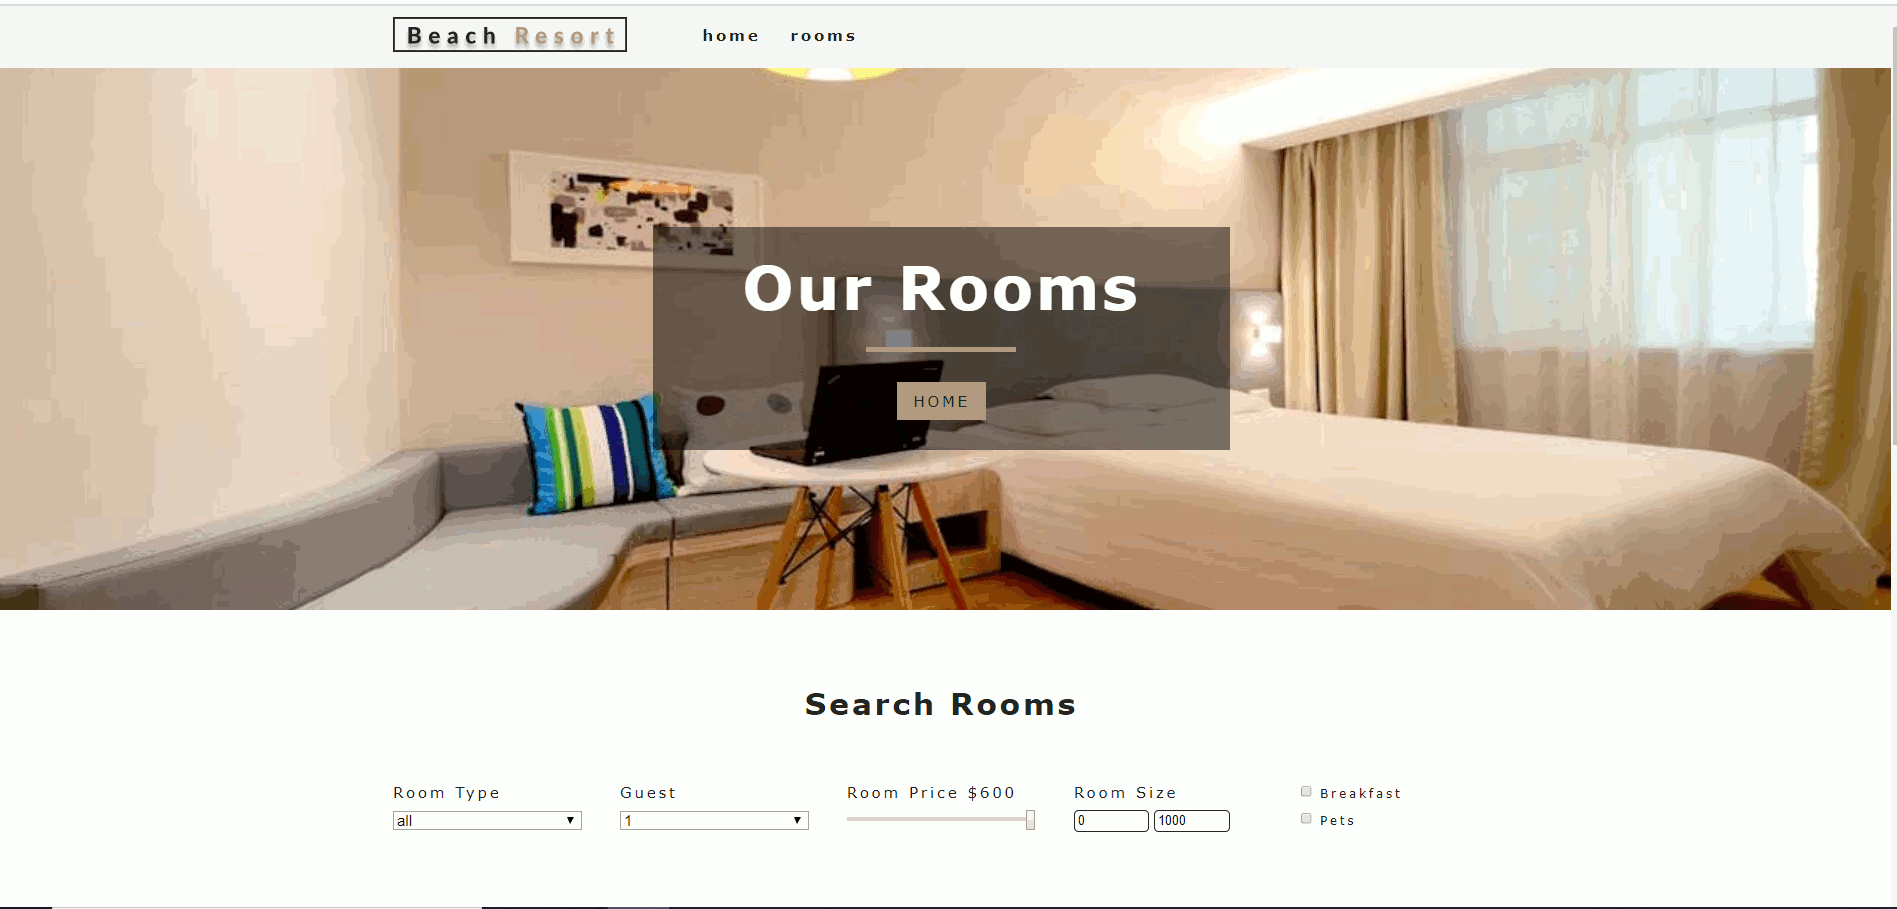 Beach Resort home rooms
Our Rooms
HOME
Search Rooms
Room Type Guest Room Price $600 Room Size Breakfast
all 1 0 1000 Pets